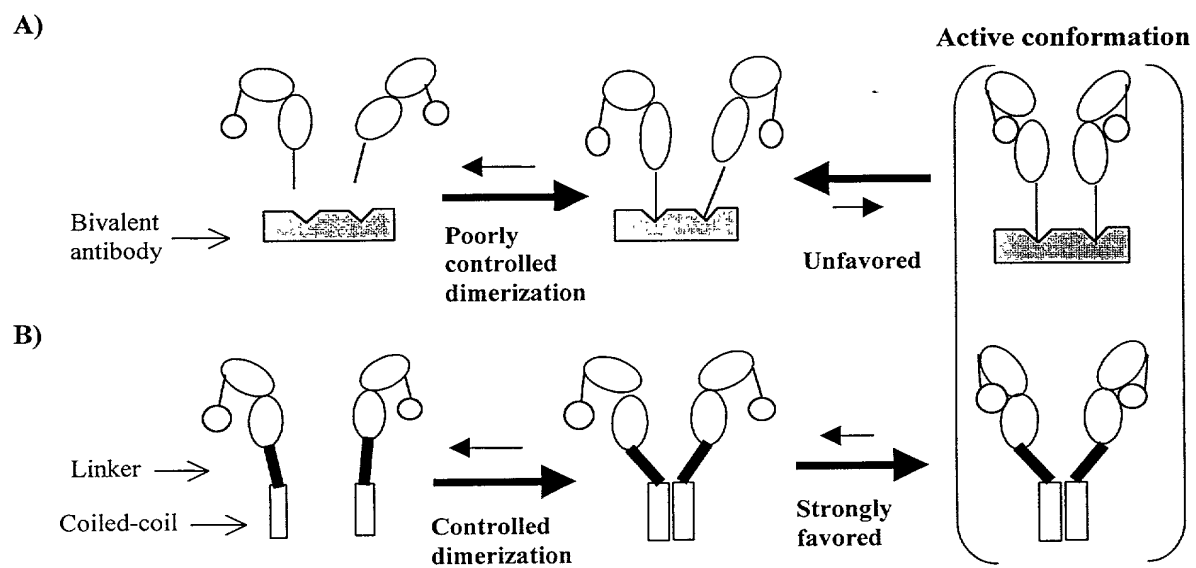 A)
Active conformation
Bivalent
antibody
Poorly
controlled
dimerization
Unfavored
B)
Linker
Coiled-coil
Controlled
dimerization
Strongly
favored